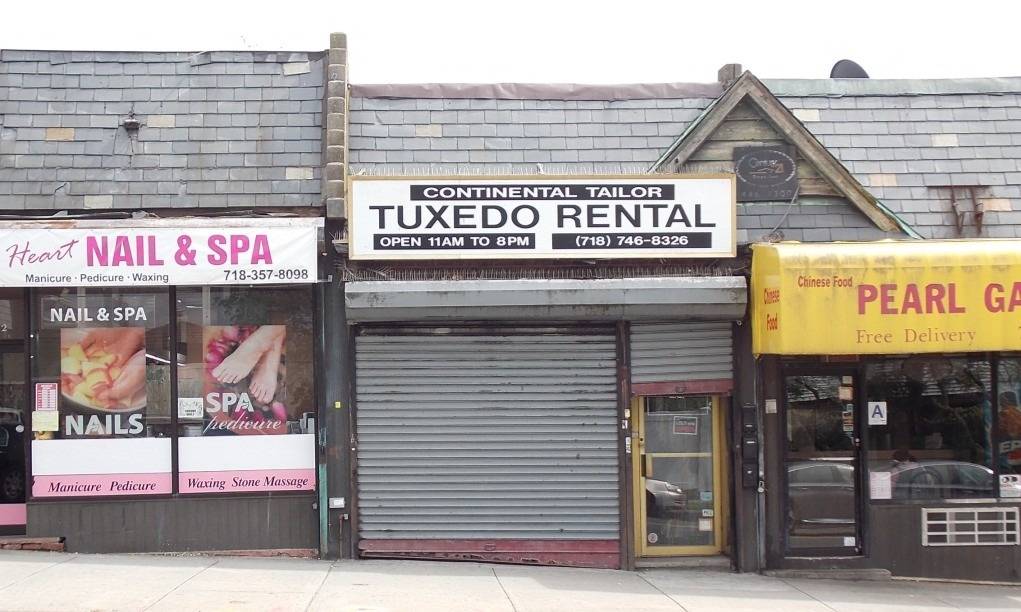 Heart NAIL & SPA
Manicure · Pedicure · Waxing
718-357-8098
NAIL & SPA
NAILS
SPA
pedicure
Manicure Pedicure
Waxing Stone Massage
CONTINENTAL TAILOR
TUXEDO RENTAL
OPEN 11AM TO 8PM
(718) 746-8326
Century 21
Chinese Food
Chinese
Food
PEARL GA
Free Delivery
A